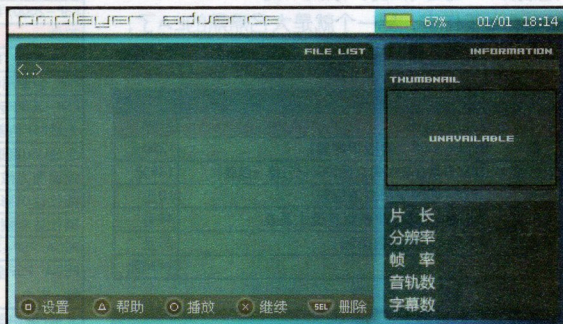 pmplayer advance
67% 01/01 18:14
FILE LIST
<..>
设置 帮助 播放 继续 SEL 删除
INFORMATION
THUMBNAIL
UNAVAILABLE
片 长
分辨率
帧 率
音轨数
字幕数